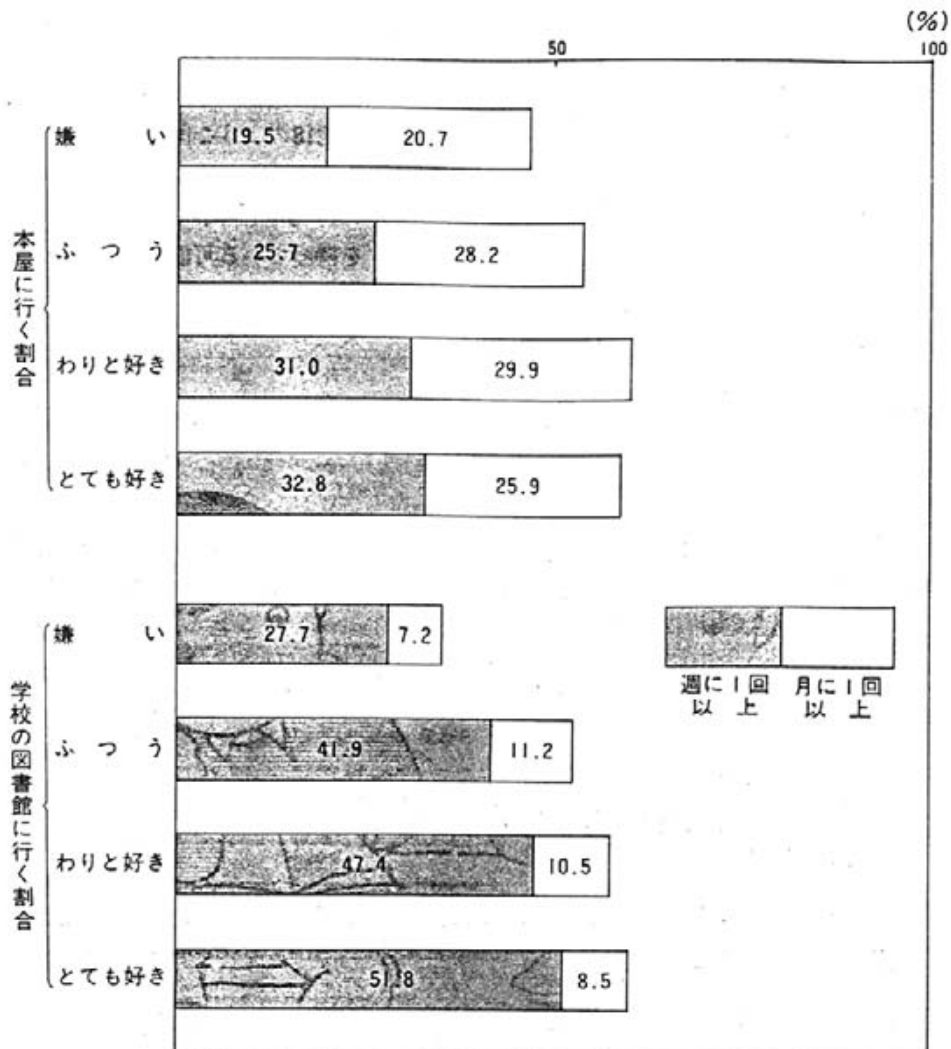 (%)
50
100
本屋に行く割合
嫌い
19.5
20.7
ふつう
25.7
28.2
わりと好き
31.0
29.9
とても好き
32.8
25.9
学校の図書館に行く割合
嫌い
27.7
7.2
ふつう
41.9
11.2
わりと好き
47.4
10.5
とても好き
51.8
8.5
週に1回
以上
月に1回
以上